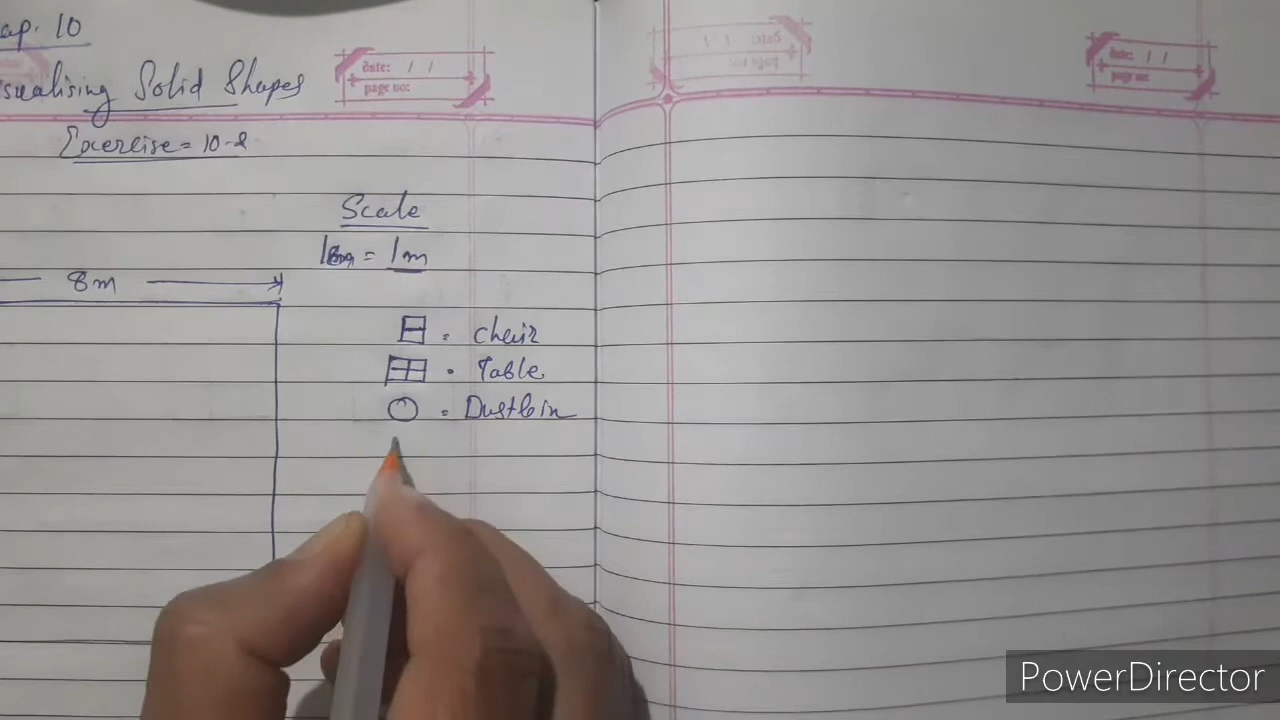 ap. 10
sualising Solid Shapes
Exercise = 10-2
date: / /
page no:
date: / /
page no:
date: / /
page no:
Scale
= 1m
8m
= chair
= Table
= Dustbin
PowerDirector